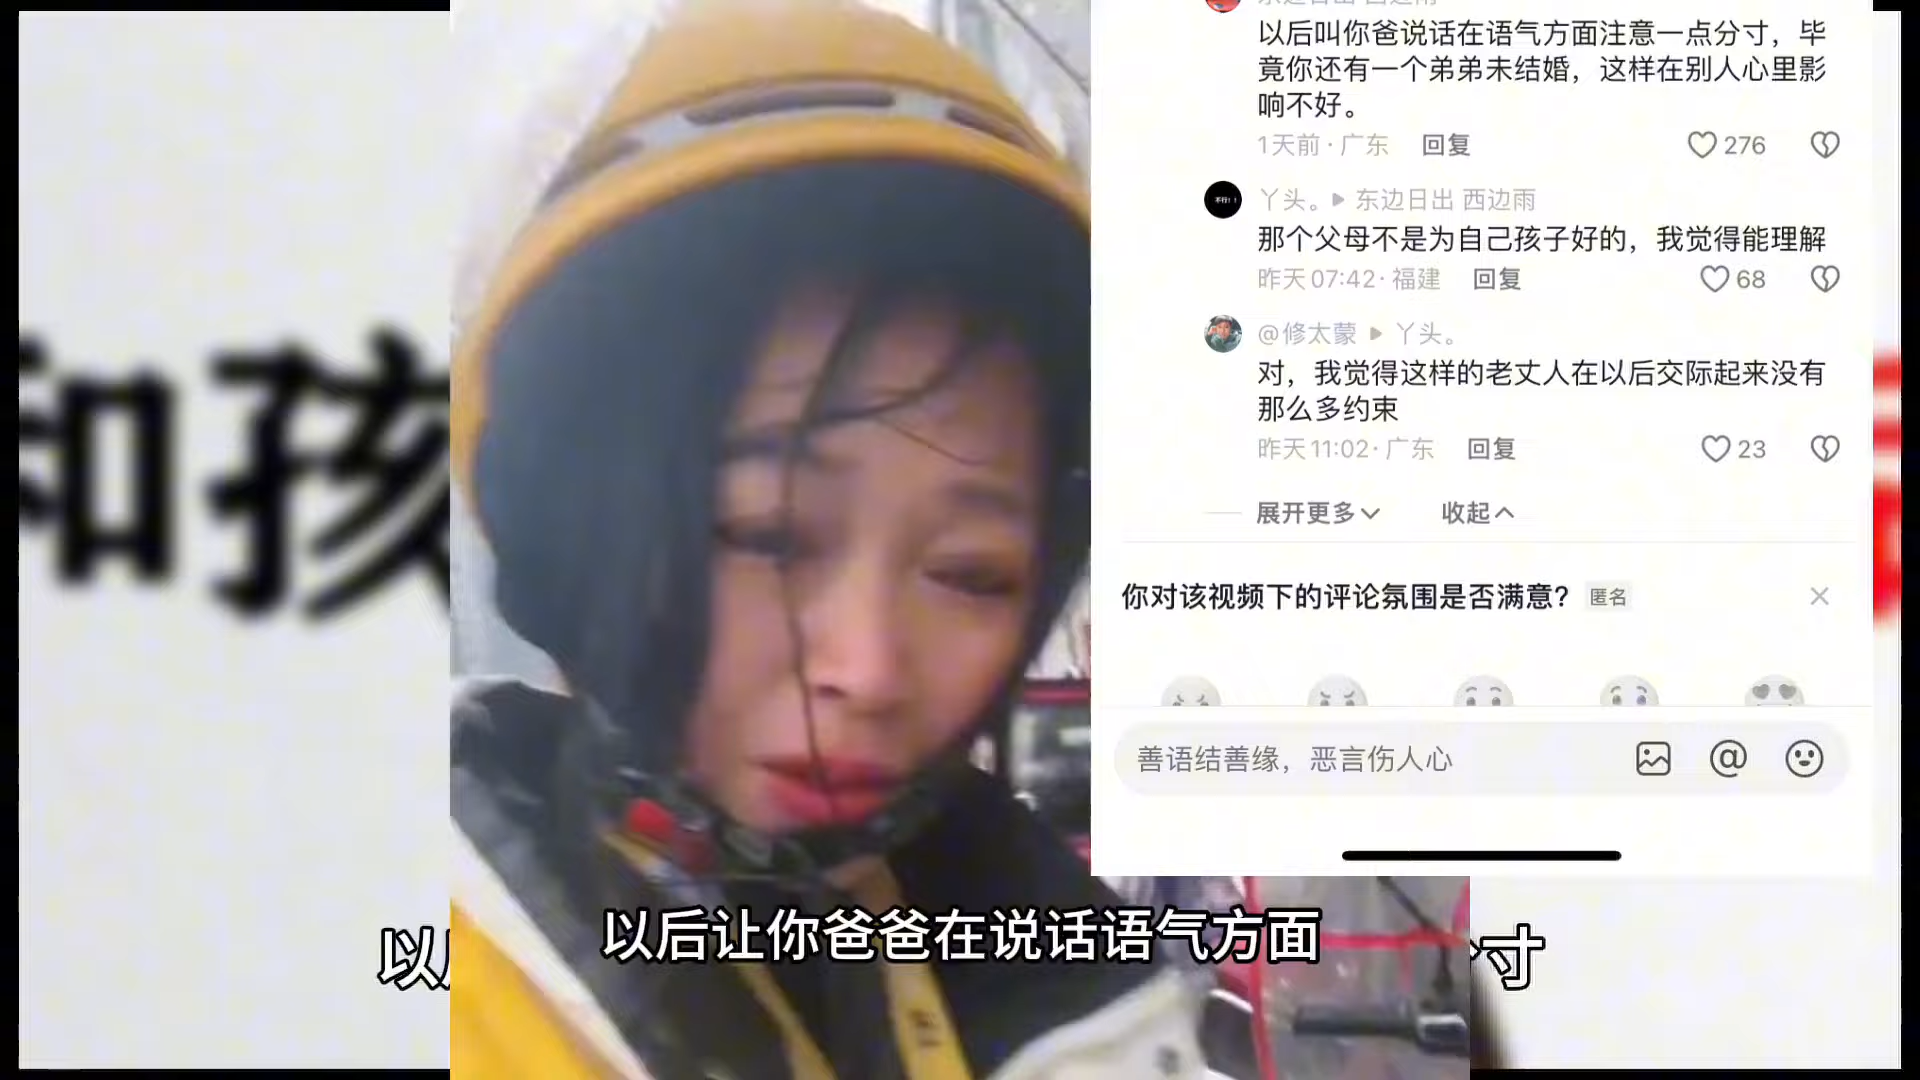 以后叫你爸说话在语气方面注意一点分寸，毕
竟你还有一个弟弟未结婚，这样在别人心里影
响不好。
1天前·广东 回复 276
不行！！
丫头。 东边日出 西边雨
那个父母不是为自己孩子好的，我觉得能理解
昨天07:42·福建 回复 68
@修太蒙 丫头。
对，我觉得这样的老丈人在以后交际起来没有
那么多约束
昨天11:02·广东 回复 23
展开更多 收起
你对该视频下的评论氛围是否满意？ 匿名
善语结善缘，恶言伤人心
和孩
以后让你爸爸在说话语气方面
以
寸